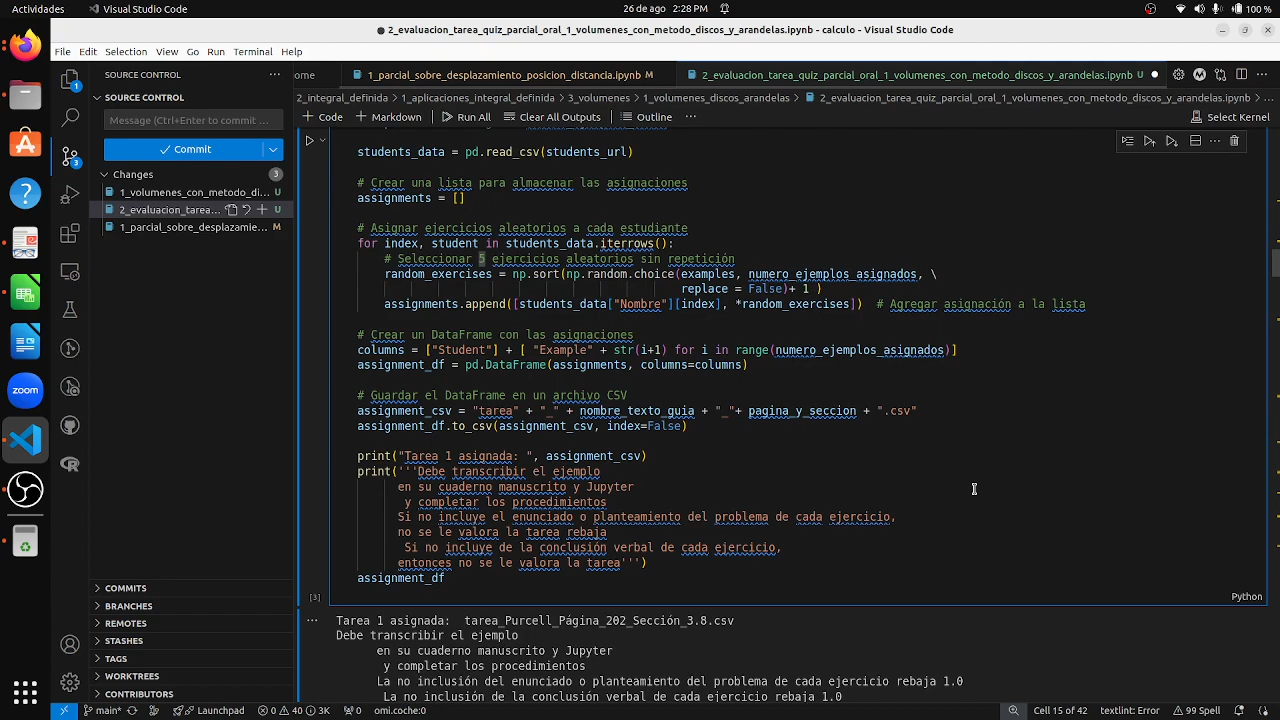 Actividades
Visual Studio Code
26 de ago 2:28 PM
100 %
2_evaluacion_tarea_quiz_parcial_oral_1_volumenes_con_metodo_discos_y_arandelas.ipynb - calculo - Visual Studio Code
File Edit Selection View Go Run Terminal Help
SOURCE CONTROL
ome
1_parcial_sobre_desplazamiento_posicion_distancia.ipynb M
2_evaluacion_tarea_quiz_parcial_oral_1_volumenes_con_metodo_discos_y_arandelas.ipynb U
SOURCE CONTROL
2_integral_definida > 1_aplicaciones_integral_definida > 3_volumenes > 1_volumenes_discos_arandelas > 2_evaluacion_tarea_quiz_parcial_oral_1_volumenes_con_metodo_discos_y_arandelas.ipynb > ...
Message (Ctrl+Enter to commit ...
+ Code + Markdown Run All Clear All Outputs Outline ... Select Kernel
Commit
Changes 3
1_volumenes_con_metodo_di... U
2_evaluacion_tarea... U
1_parcial_sobre_desplazamie... M
students_data = pd.read_csv(students_url)
# Crear una lista para almacenar las asignaciones
assignments = []
# Asignar ejercicios aleatorios a cada estudiante
for index, student in students_data.iterrows():
# Seleccionar 5 ejercicios aleatorios sin repetición
random_exercises = np.sort(np.random.choice(examples, numero_ejemplos_asignados, \
replace = False)+ 1 )
assignments.append([students_data["Nombre"][index], *random_exercises]) # Agregar asignación a la lista
# Crear un DataFrame con las asignaciones
columns = ["Student"] + [ "Example" + str(i+1) for i in range(numero_ejemplos_asignados)]
assignment_df = pd.DataFrame(assignments, columns=columns)
# Guardar el DataFrame en un archivo CSV
assignment_csv = "tarea" + "_" + nombre_texto_guia + "_"+ pagina_y_seccion + ".csv"
assignment_df.to_csv(assignment_csv, index=False)
print("Tarea 1 asignada: ", assignment_csv)
print('''Debe transcribir el ejemplo
en su cuaderno manuscrito y Jupyter
y completar los procedimientos
Si no incluye el enunciado o planteamiento del problema de cada ejercicio,
no se le valora la tarea rebaja
Si no incluye de la conclusión verbal de cada ejercicio,
entonces no se le valora la tarea''')
assignment_df
[3]
Python
Tarea 1 asignada:  tarea_Purcell_Página_202_Sección_3.8.csv
Debe transcribir el ejemplo
en su cuaderno manuscrito y Jupyter
y completar los procedimientos
La no inclusión del enunciado o planteamiento del problema de cada ejercicio rebaja 1.0
La no inclusión de la conclusión verbal de cada ejercicio rebaja 1.0
COMMITS
BRANCHES
REMOTES
STASHES
TAGS
WORKTREES
CONTRIBUTORS
zoom
main* Launchpad 0 40 3K 0 omi.coche:0 Cell 15 of 42 textlint: Error 99 Spell